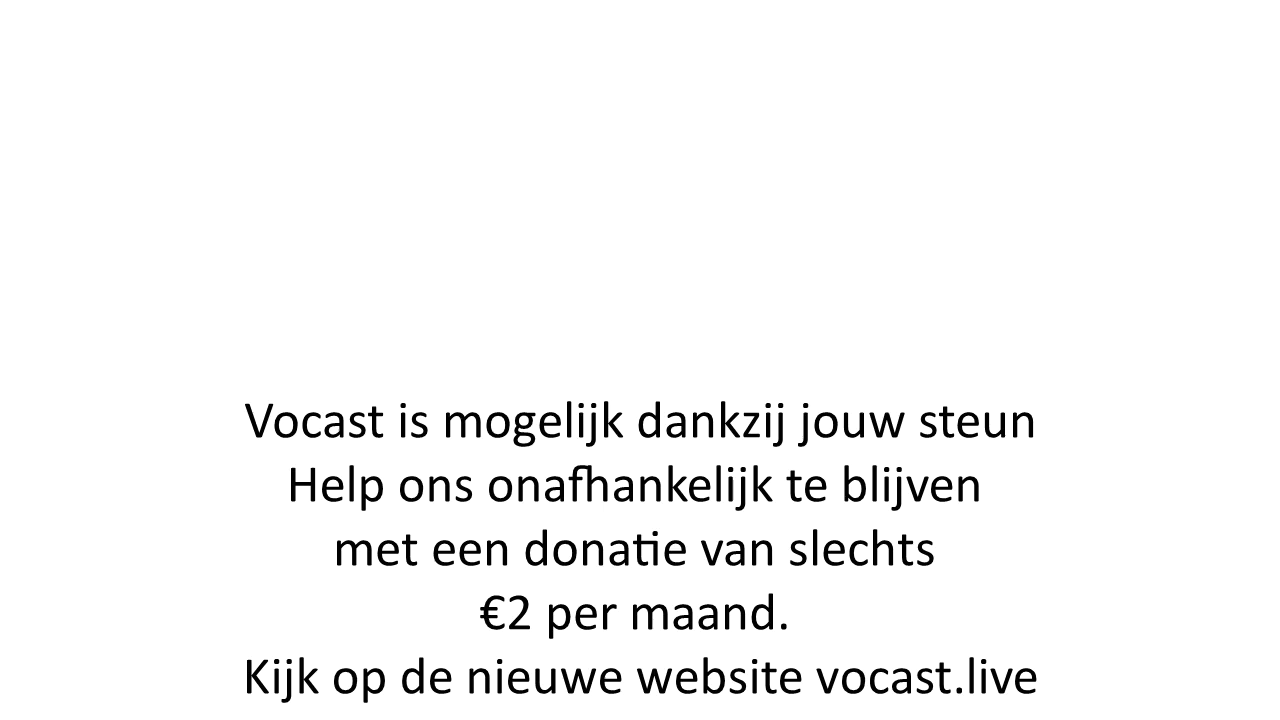 Vocast is mogelijk dankzij jouw steun
Help ons onafhankelijk te blijven
met een donatie van slechts
€2 per maand.
Kijk op de nieuwe website vocast.live